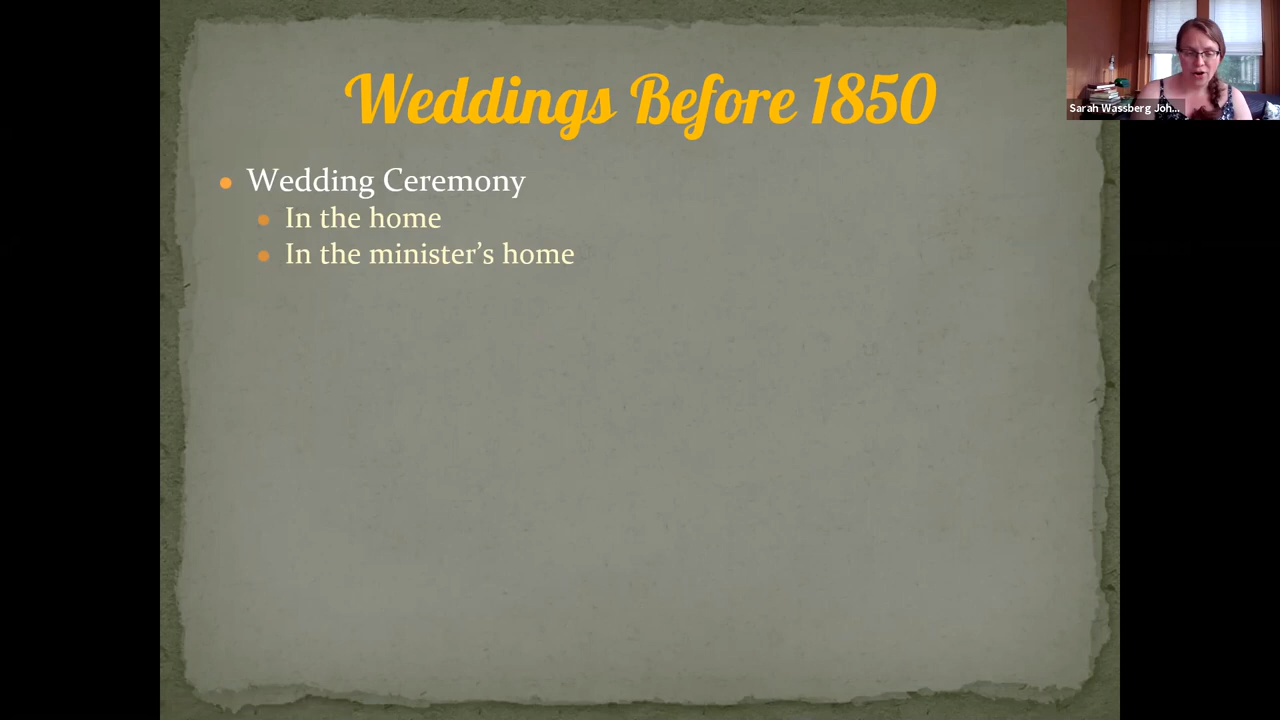 Weddings Before 1850
Wedding Ceremony
In the home
In the minister's home
Sarah Wassberg Joh...